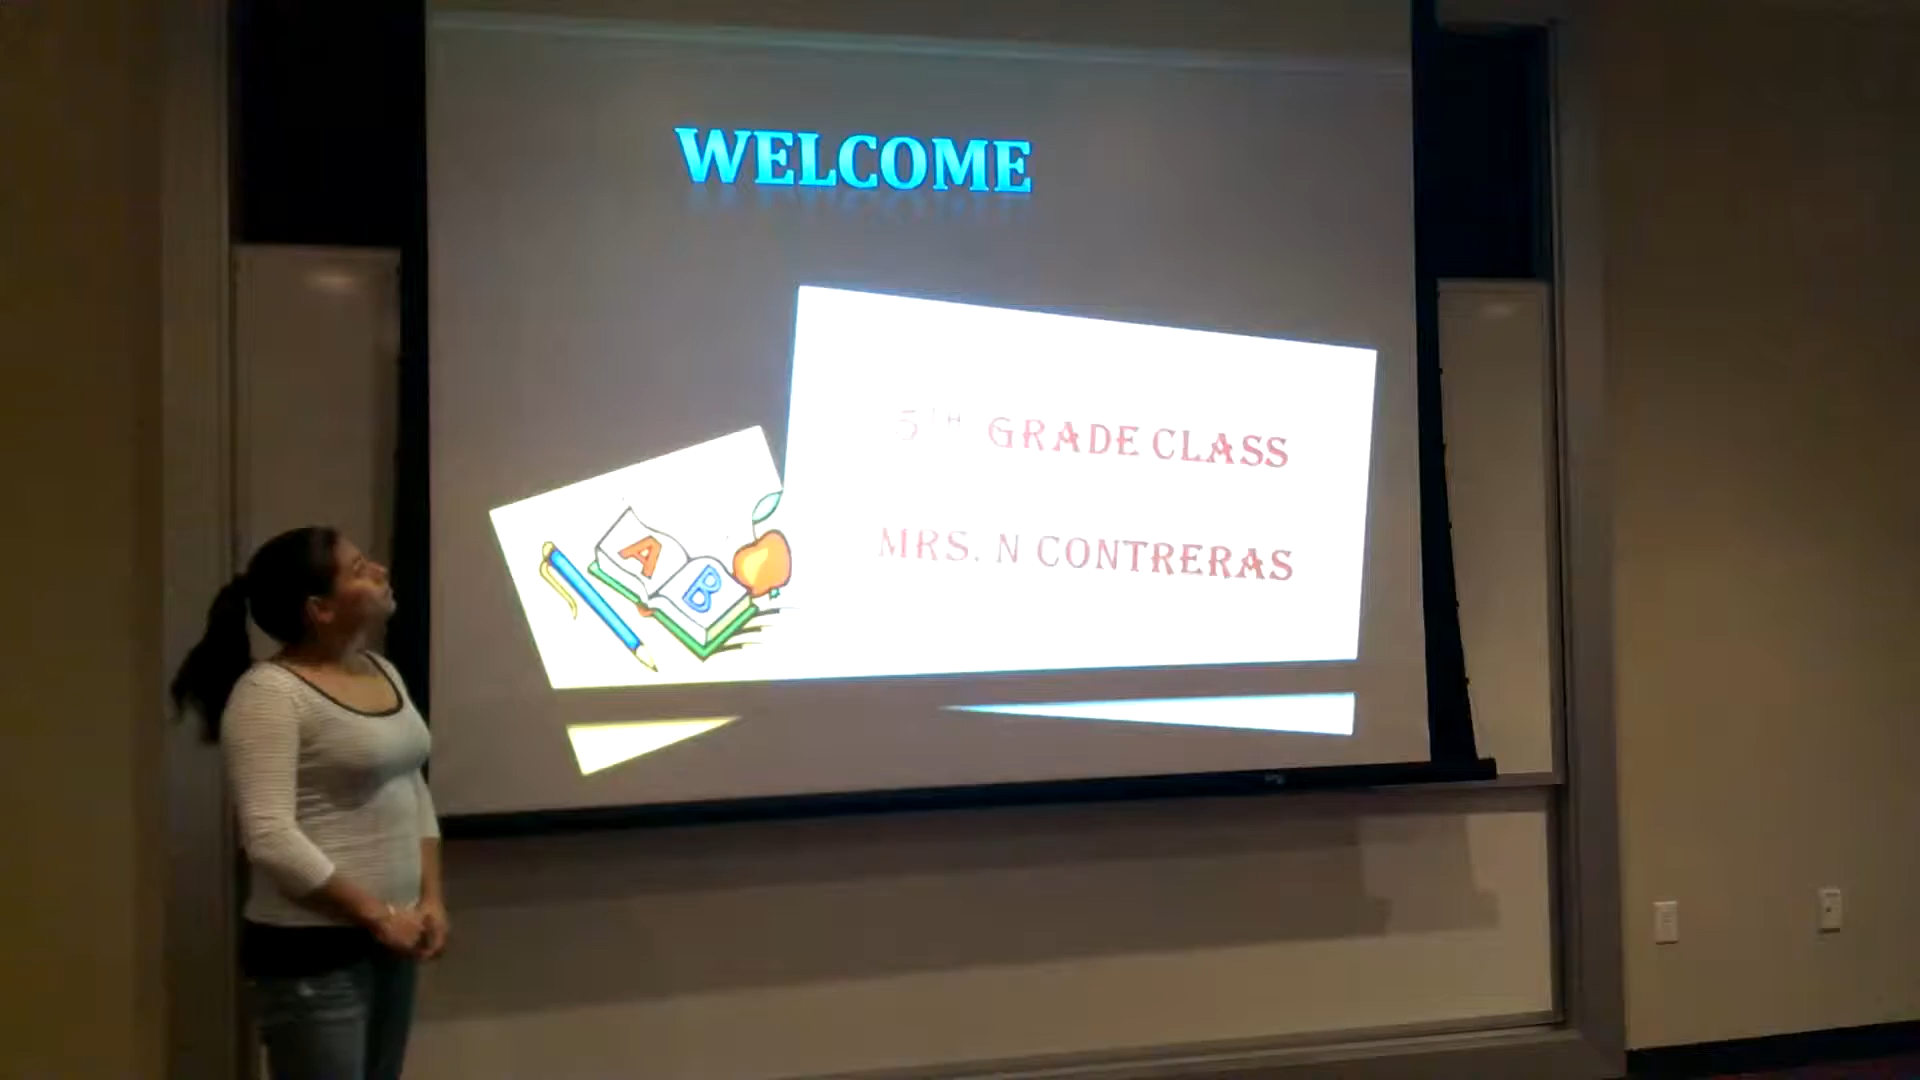 WELCOME
5TH GRADE CLASS
MRS. N CONTRERAS
A
B